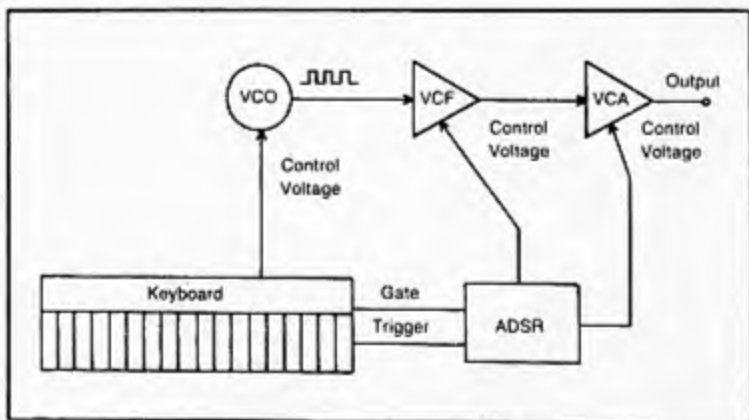 Output
VCO
VCF
VCA
Control
Voltage
Control
Voltage
Control
Voltage
Keyboard
Gate
Trigger
ADSR